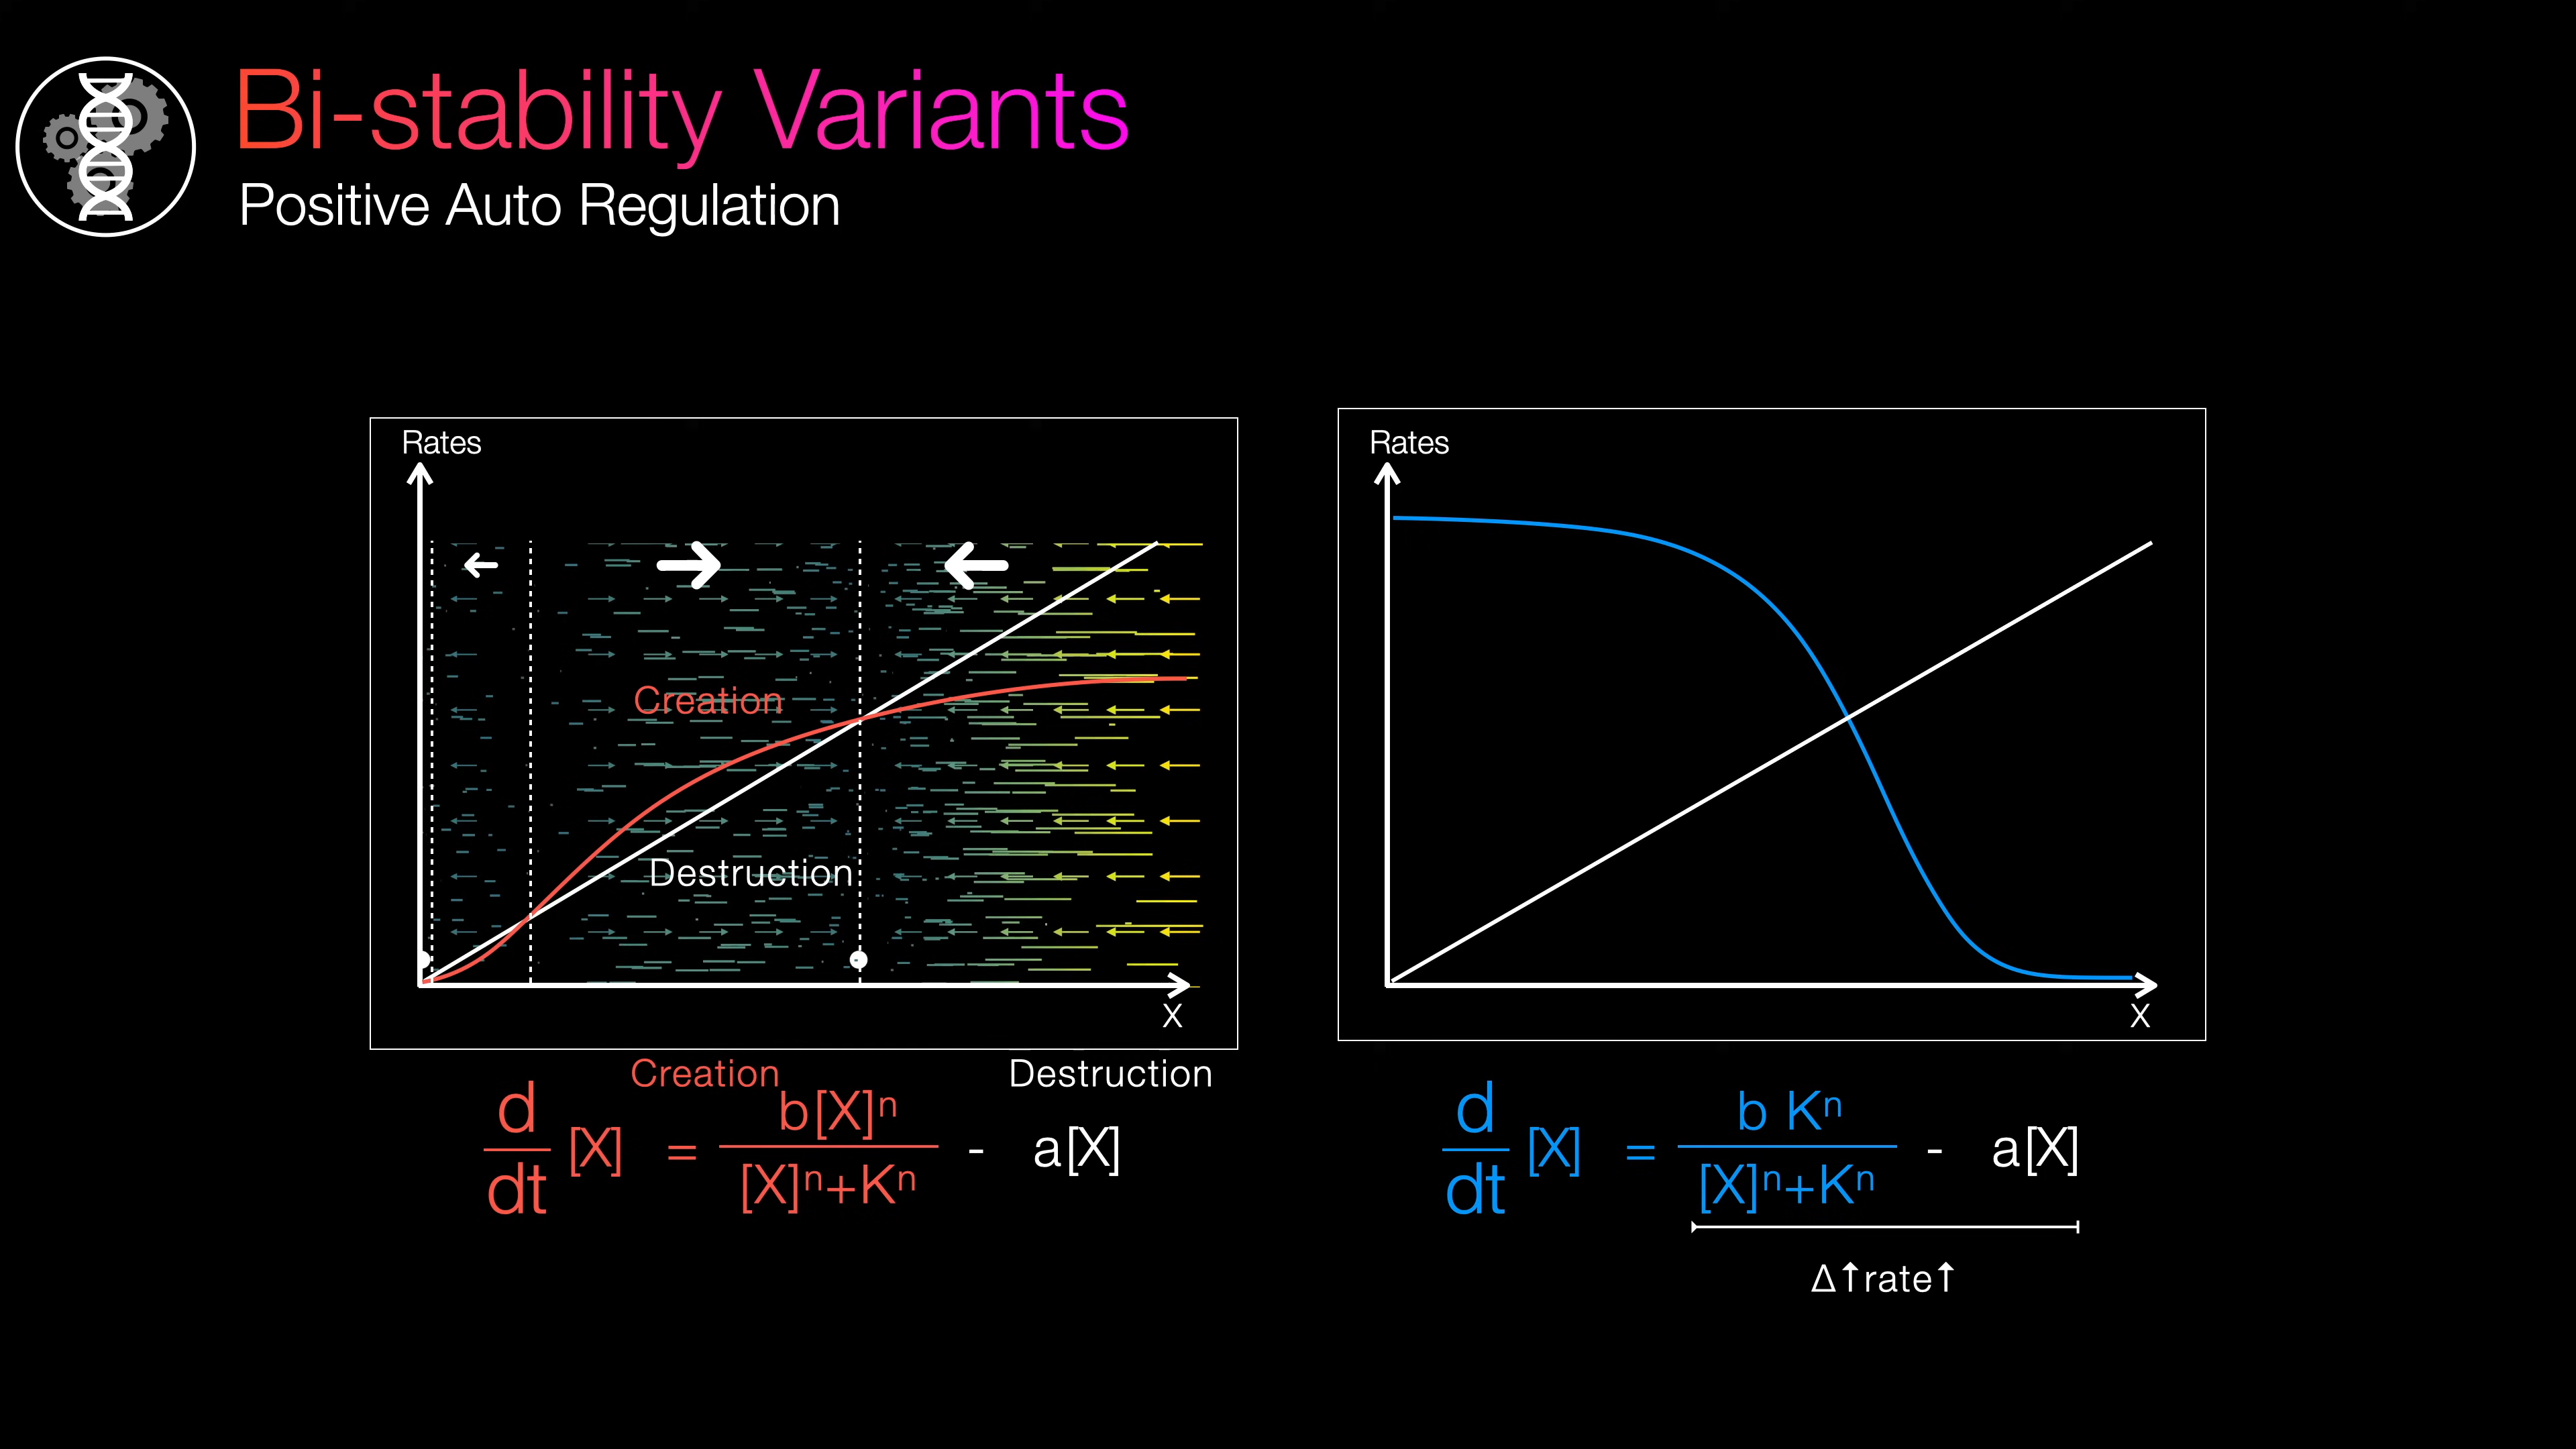 Bi-stability Variants
Positive Auto Regulation
Rates
Creation
Destruction
X
Rates
X
Creation
Destruction
d/dt [X] = b[X]ⁿ/[X]ⁿ+Kⁿ - a[X]
d/dt [X] = b Kⁿ/[X]ⁿ+Kⁿ - a[X]
Δ↑rate↑